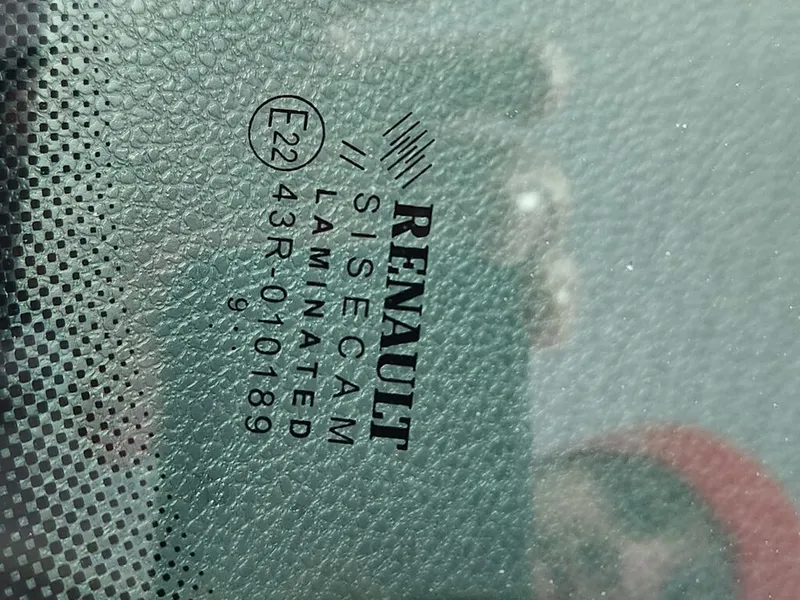 RENAULT
// SISECAM
LAMINATED
E22 43R-010189
9..